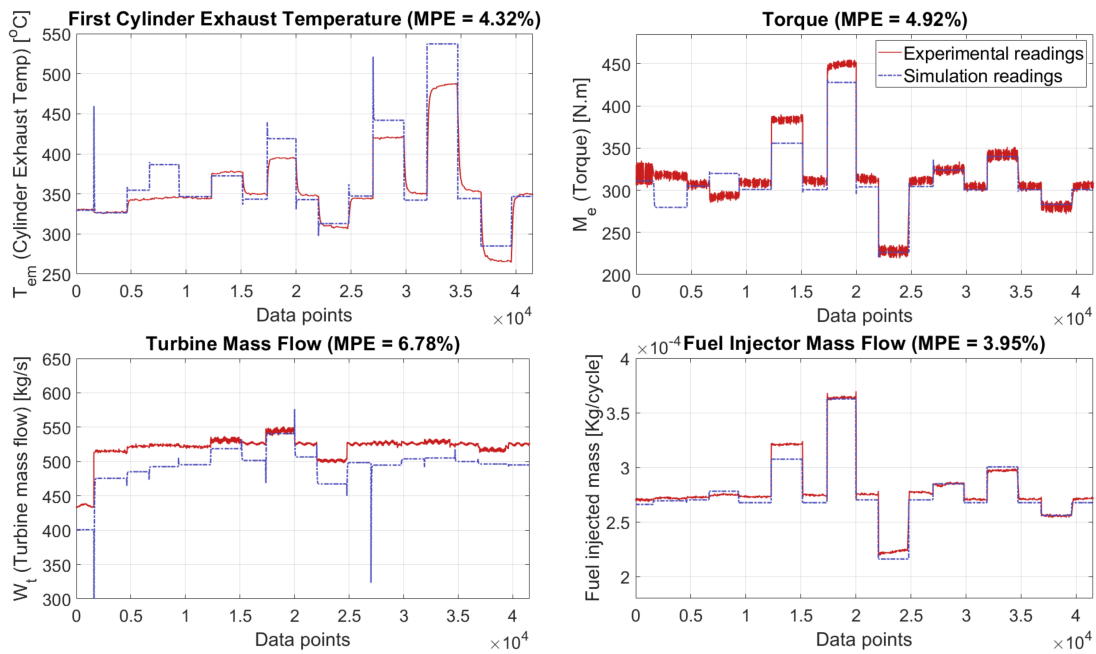 First Cylinder Exhaust Temperature (MPE = 4.32%)
T_em (Cylinder Exhaust Temp) [°C]
550
500
450
400
350
300
250
0 0.5 1 1.5 2 2.5 3 3.5 4
Data points
×10^4
Torque (MPE = 4.92%)
Experimental readings
Simulation readings
M_e (Torque) [N.m]
450
400
350
300
250
200
0 0.5 1 1.5 2 2.5 3 3.5 4
Data points
×10^4
Turbine Mass Flow (MPE = 6.78%)
W_t (Turbine mass flow) [kg/s]
650
600
550
500
450
400
350
300
0 0.5 1 1.5 2 2.5 3 3.5 4
Data points
×10^4
×10^-4
Fuel Injector Mass Flow (MPE = 3.95%)
Fuel injected mass [Kg/cycle]
4
3.5
3
2.5
2
0 0.5 1 1.5 2 2.5 3 3.5 4
Data points
×10^4